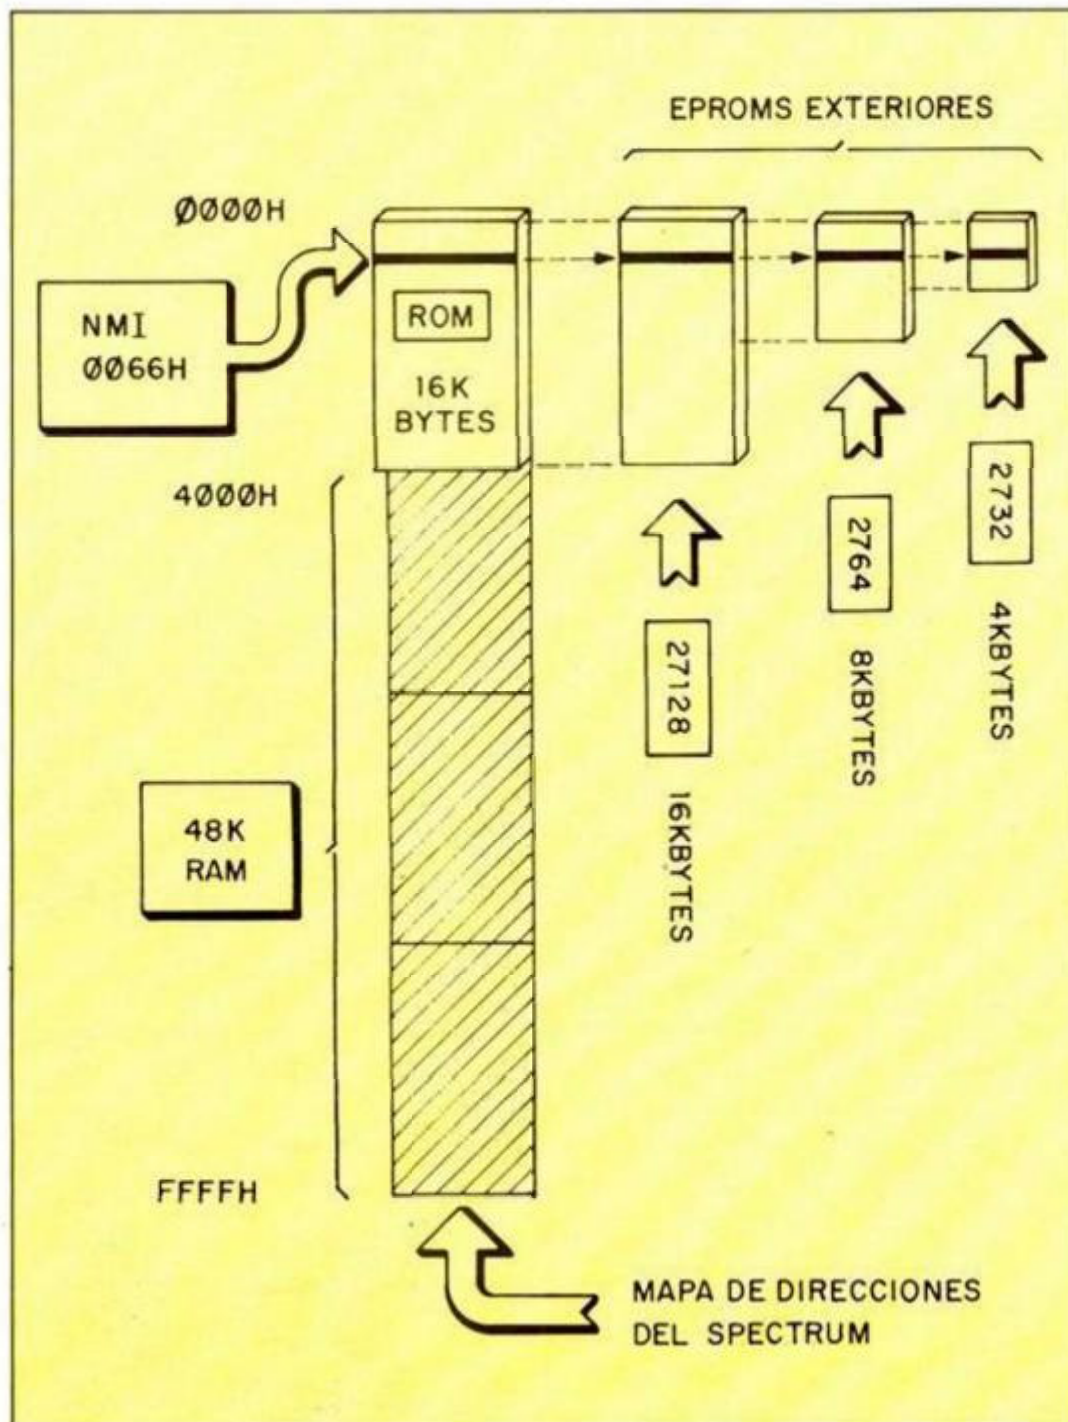 EPROMS EXTERIORES
ØØØØH
NMI
ØØ66H
ROM
16K
BYTES
4ØØØH
2732
4KBYTES
2764
8KBYTES
27128
16KBYTES
48K
RAM
FFFFH
MAPA DE DIRECCIONES
DEL SPECTRUM